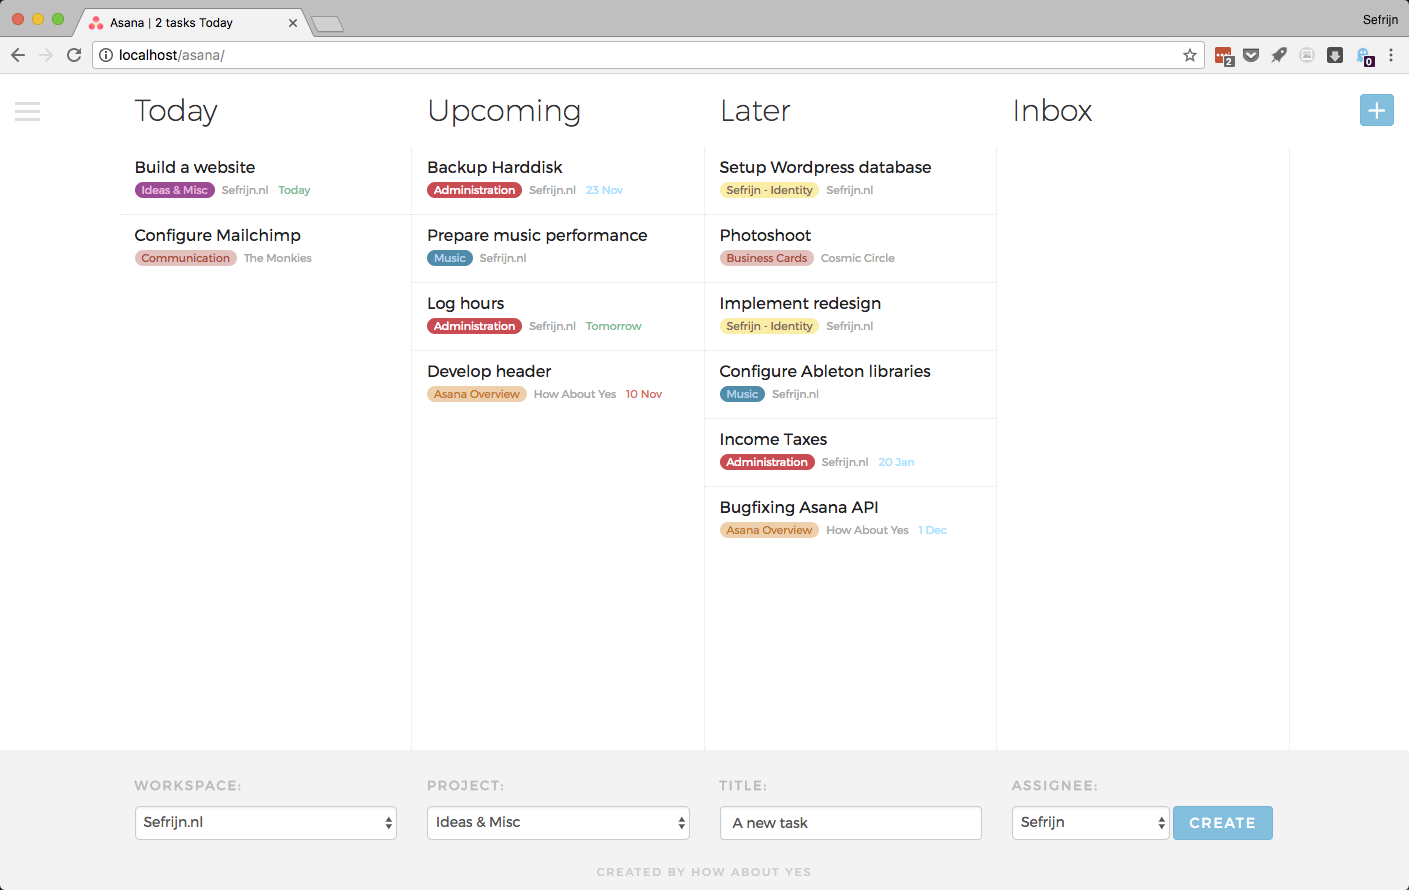 Asana | 2 tasks Today
Sefrijn
localhost/asana/
2
0
Today
Upcoming
Later
Inbox
Build a website
Ideas & Misc Sefrijn.nl Today
Configure Mailchimp
Communication The Monkies
Backup Harddisk
Administration Sefrijn.nl 23 Nov
Prepare music performance
Music Sefrijn.nl
Log hours
Administration Sefrijn.nl Tomorrow
Develop header
Asana Overview How About Yes 10 Nov
Setup Wordpress database
Sefrijn - Identity Sefrijn.nl
Photoshoot
Business Cards Cosmic Circle
Implement redesign
Sefrijn - Identity Sefrijn.nl
Configure Ableton libraries
Music Sefrijn.nl
Income Taxes
Administration Sefrijn.nl 20 Jan
Bugfixing Asana API
Asana Overview How About Yes 1 Dec
WORKSPACE:
Sefrijn.nl
PROJECT:
Ideas & Misc
TITLE:
A new task
ASSIGNEE:
Sefrijn
CREATE
CREATED BY HOW ABOUT YES